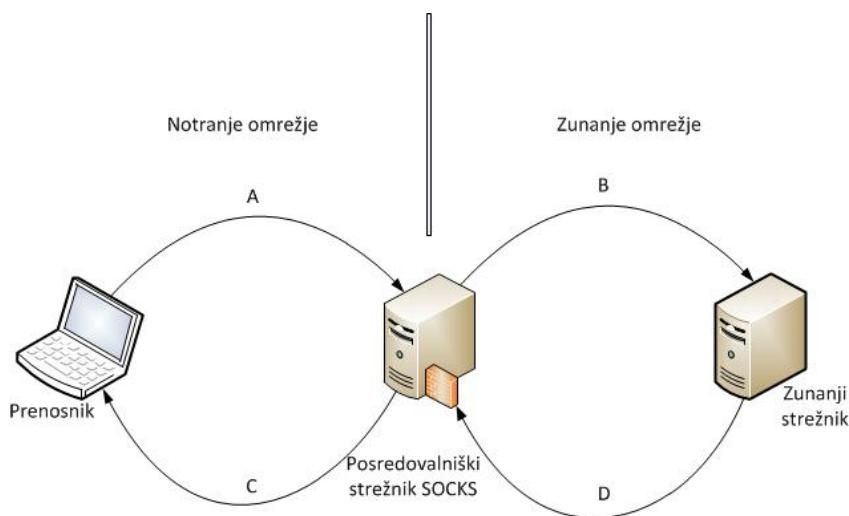 Notranje omrežje
Zunanje omrežje
A
B
Prenosnik
Zunanji
strežnik
Posredovalniški
strežnik SOCKS
C
D